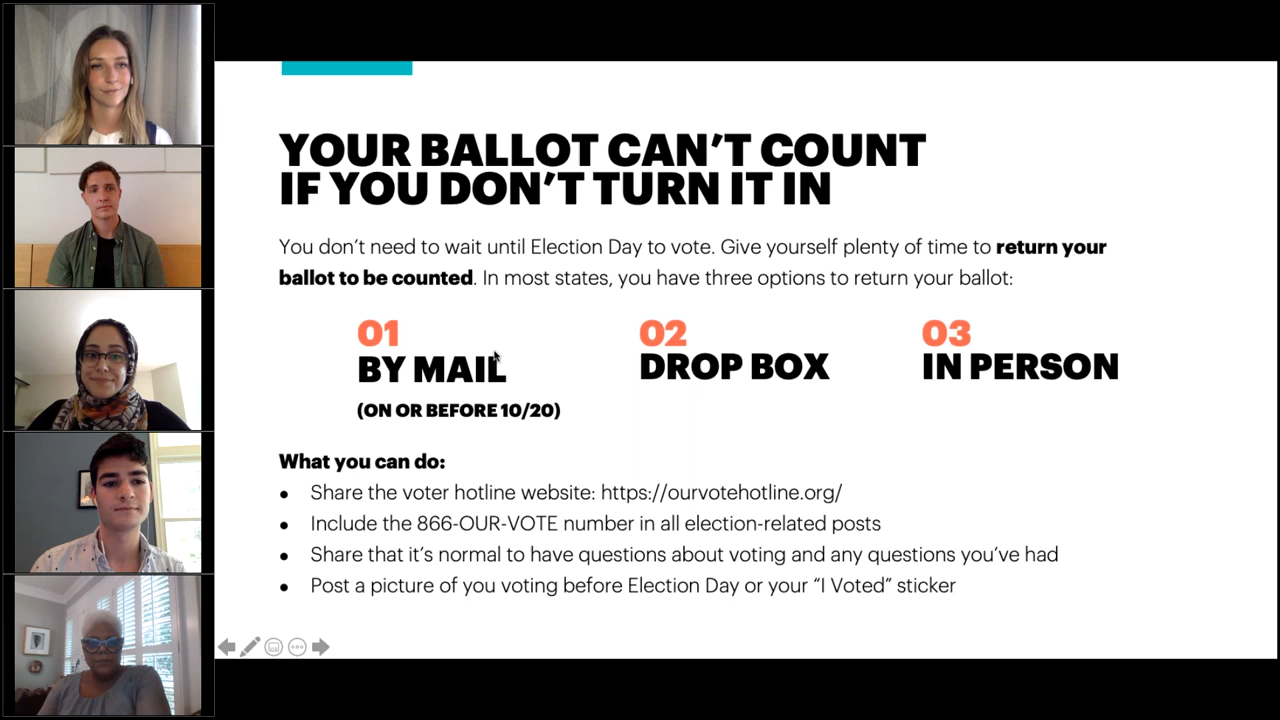 YOUR BALLOT CAN'T COUNT
IF YOU DON'T TURN IT IN
You don't need to wait until Election Day to vote. Give yourself plenty of time to return your
ballot to be counted. In most states, you have three options to return your ballot:
01
BY MAIL
(ON OR BEFORE 10/20)
02
DROP BOX
03
IN PERSON
What you can do:
● Share the voter hotline website: https://ourvotehotline.org/
● Include the 866-OUR-VOTE number in all election-related posts
● Share that it's normal to have questions about voting and any questions you've had
● Post a picture of you voting before Election Day or your “I Voted” sticker